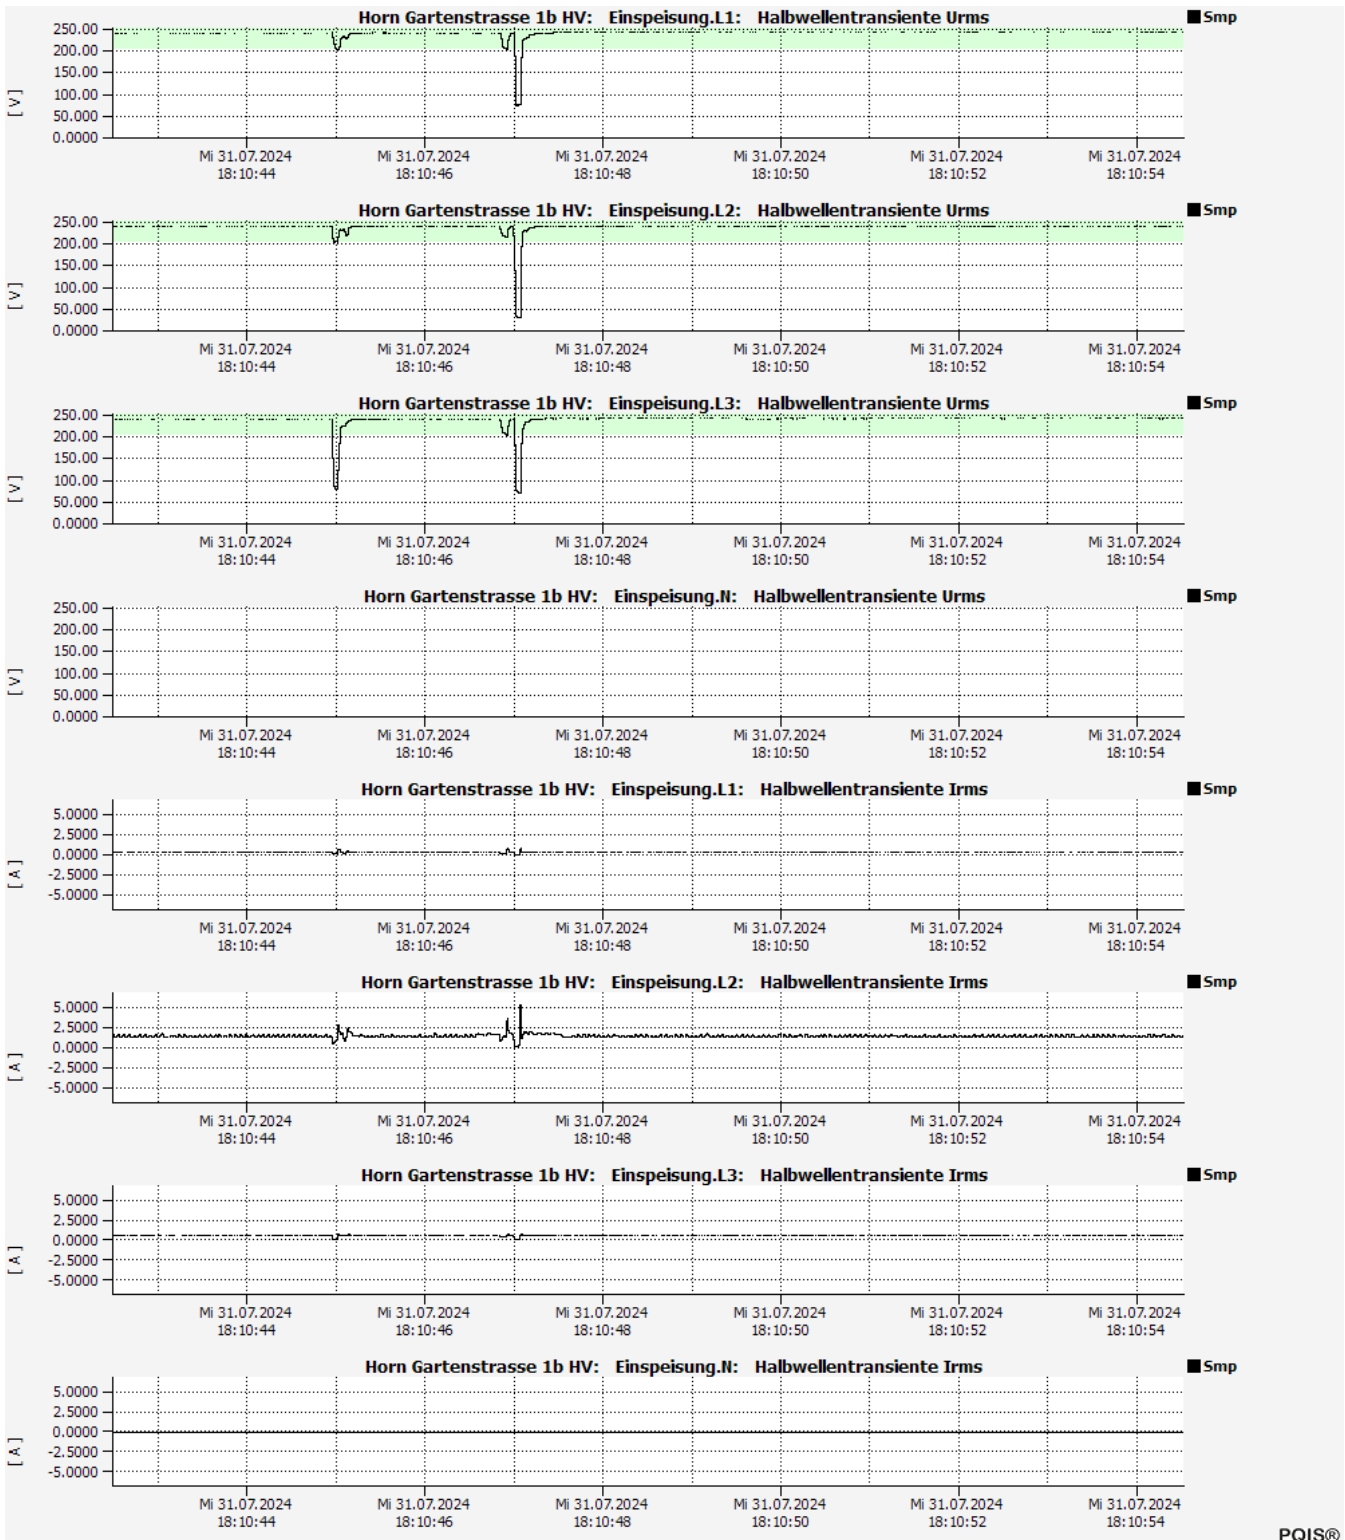 Horn Gartenstrasse 1b HV: Einspeisung.L1: Halbwellentransiente Urms
Smp
250.00
200.00
150.00
100.00
50.000
0.0000
[ V ]
Mi 31.07.2024 Mi 31.07.2024 Mi 31.07.2024 Mi 31.07.2024 Mi 31.07.2024 Mi 31.07.2024
18:10:44 18:10:46 18:10:48 18:10:50 18:10:52 18:10:54
Horn Gartenstrasse 1b HV: Einspeisung.L2: Halbwellentransiente Urms
Smp
250.00
200.00
150.00
100.00
50.000
0.0000
[ V ]
Mi 31.07.2024 Mi 31.07.2024 Mi 31.07.2024 Mi 31.07.2024 Mi 31.07.2024 Mi 31.07.2024
18:10:44 18:10:46 18:10:48 18:10:50 18:10:52 18:10:54
Horn Gartenstrasse 1b HV: Einspeisung.L3: Halbwellentransiente Urms
Smp
250.00
200.00
150.00
100.00
50.000
0.0000
[ V ]
Mi 31.07.2024 Mi 31.07.2024 Mi 31.07.2024 Mi 31.07.2024 Mi 31.07.2024 Mi 31.07.2024
18:10:44 18:10:46 18:10:48 18:10:50 18:10:52 18:10:54
Horn Gartenstrasse 1b HV: Einspeisung.N: Halbwellentransiente Urms
Smp
250.00
200.00
150.00
100.00
50.000
0.0000
[ V ]
Mi 31.07.2024 Mi 31.07.2024 Mi 31.07.2024 Mi 31.07.2024 Mi 31.07.2024 Mi 31.07.2024
18:10:44 18:10:46 18:10:48 18:10:50 18:10:52 18:10:54
Horn Gartenstrasse 1b HV: Einspeisung.L1: Halbwellentransiente Irms
Smp
5.0000
2.5000
0.0000
-2.5000
-5.0000
[ A ]
Mi 31.07.2024 Mi 31.07.2024 Mi 31.07.2024 Mi 31.07.2024 Mi 31.07.2024 Mi 31.07.2024
18:10:44 18:10:46 18:10:48 18:10:50 18:10:52 18:10:54
Horn Gartenstrasse 1b HV: Einspeisung.L2: Halbwellentransiente Irms
Smp
5.0000
2.5000
0.0000
-2.5000
-5.0000
[ A ]
Mi 31.07.2024 Mi 31.07.2024 Mi 31.07.2024 Mi 31.07.2024 Mi 31.07.2024 Mi 31.07.2024
18:10:44 18:10:46 18:10:48 18:10:50 18:10:52 18:10:54
Horn Gartenstrasse 1b HV: Einspeisung.L3: Halbwellentransiente Irms
Smp
5.0000
2.5000
0.0000
-2.5000
-5.0000
[ A ]
Mi 31.07.2024 Mi 31.07.2024 Mi 31.07.2024 Mi 31.07.2024 Mi 31.07.2024 Mi 31.07.2024
18:10:44 18:10:46 18:10:48 18:10:50 18:10:52 18:10:54
Horn Gartenstrasse 1b HV: Einspeisung.N: Halbwellentransiente Irms
Smp
5.0000
2.5000
0.0000
-2.5000
-5.0000
[ A ]
Mi 31.07.2024 Mi 31.07.2024 Mi 31.07.2024 Mi 31.07.2024 Mi 31.07.2024 Mi 31.07.2024
18:10:44 18:10:46 18:10:48 18:10:50 18:10:52 18:10:54
PQIS®